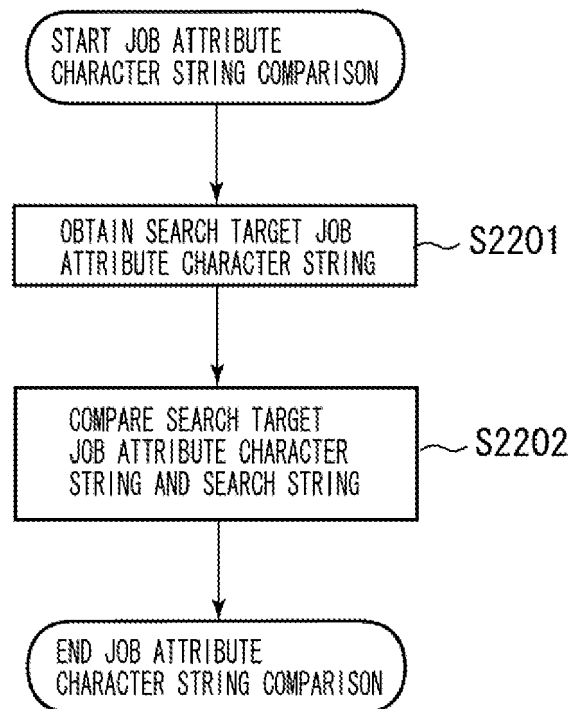 START JOB ATTRIBUTE
CHARACTER STRING COMPARISON
OBTAIN SEARCH TARGET JOB
ATTRIBUTE CHARACTER STRING
S2201
COMPARE SEARCH TARGET
JOB ATTRIBUTE CHARACTER
STRING AND SEARCH STRING
S2202
END JOB ATTRIBUTE
CHARACTER STRING COMPARISON